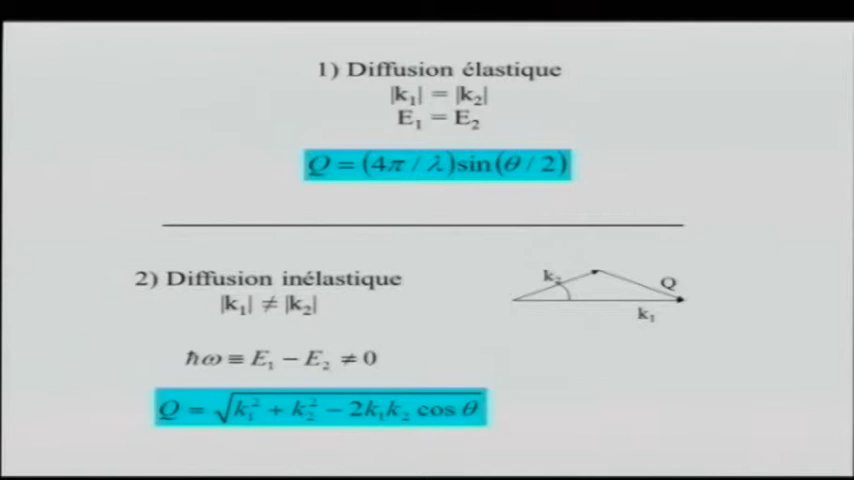 1) Diffusion élastique
|k₁| = |k₂|
E₁ = E₂
Q = (4π / λ)sin(θ / 2)
2) Diffusion inélastique
|k₁| ≠ |k₂|
k₂
Q
k₁
ħω ≡ E₁ − E₂ ≠ 0
Q = √(k₁² + k₂² − 2k₁k₂ cos θ)